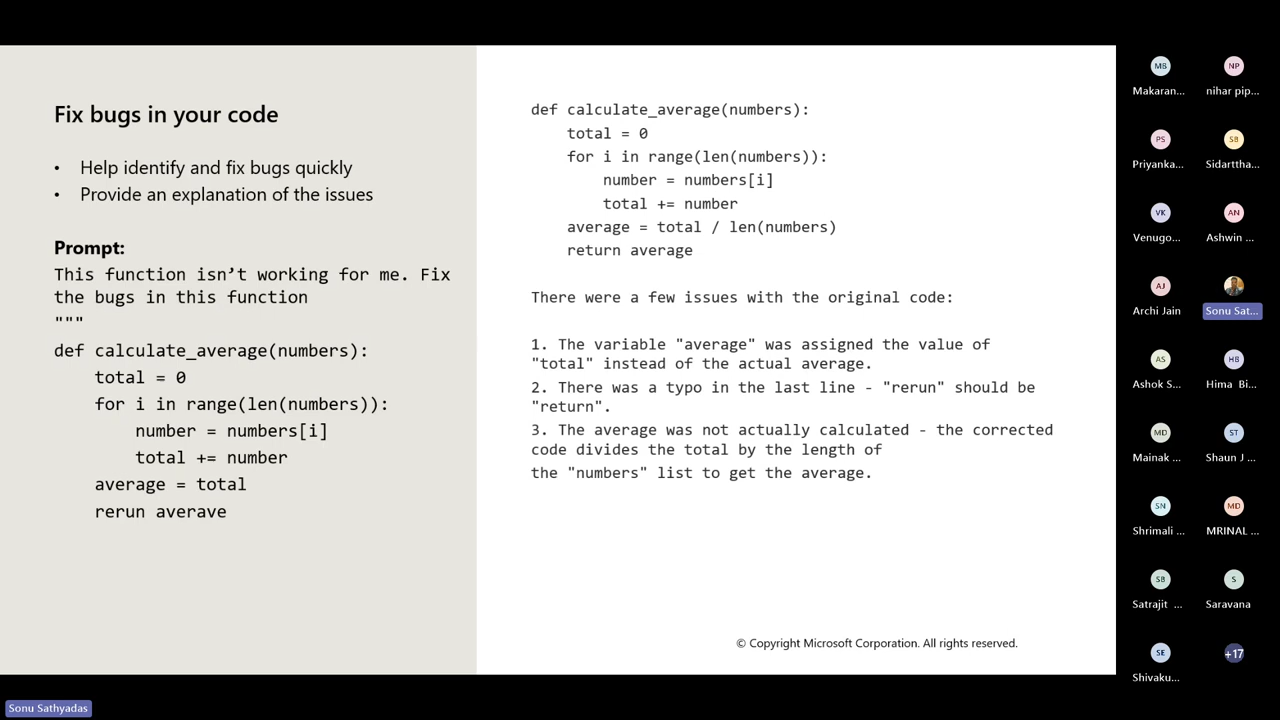 Fix bugs in your code
• Help identify and fix bugs quickly
• Provide an explanation of the issues
Prompt:
This function isn’t working for me. Fix
the bugs in this function
"""
def calculate_average(numbers):
    total = 0
    for i in range(len(numbers)):
        number = numbers[i]
        total += number
    average = total
    rerun averave
def calculate_average(numbers):
    total = 0
    for i in range(len(numbers)):
        number = numbers[i]
        total += number
    average = total / len(numbers)
    return average
There were a few issues with the original code:
1. The variable "average" was assigned the value of
"total" instead of the actual average.
2. There was a typo in the last line - "rerun" should be
"return".
3. The average was not actually calculated - the corrected
code divides the total by the length of
the "numbers" list to get the average.
© Copyright Microsoft Corporation. All rights reserved.
MB NP
Makaran... nihar pip...
PS SB
Priyanka... Sidarttha...
VK AN
Venugo... Ashwin ...
AJ
Archi Jain Sonu Sat...
AS HB
Ashok S... Hima Bi...
MD ST
Mainak ... Shaun J ...
SN MD
Shrimali ... MRINAL ...
SB S
Satrajit ... Saravana
SE +17
Shivaku...
Sonu Sathyadas